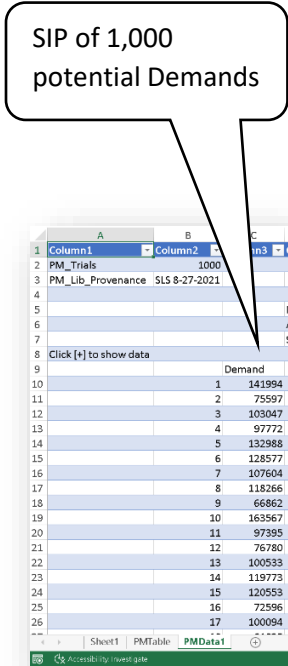 SIP of 1,000
potential Demands
A B C
1 Column1 Column2 nn3
2 PM_Trials 1000
3 PM_Lib_Provenance SLS 8-27-2021
4
5
6
7
8 Click [+] to show data
9 Demand
10 1 141994
11 2 75597
12 3 103047
13 4 97772
14 5 132988
15 6 128577
16 7 107604
17 8 118266
18 9 66862
19 10 163567
20 11 97395
21 12 76780
22 13 100533
23 14 119773
24 15 120553
25 16 72596
26 17 100094
Sheet1 PMTable PMData1
Accessibility: Investigate